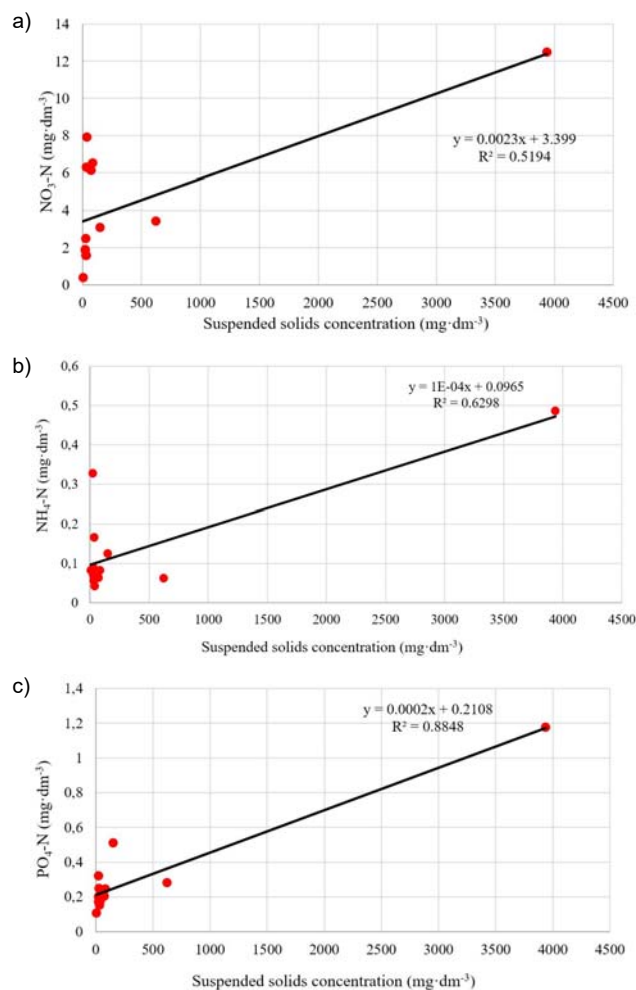 a)
14
12
10
8
6
4
2
0
NO₃-N (mg·dm⁻³)
y = 0.0023x + 3.399
R² = 0.5194
0 500 1000 1500 2000 2500 3000 3500 4000 4500
Suspended solids concentration (mg·dm⁻³)
b)
0,6
0,5
0,4
0,3
0,2
0,1
0
NH₄-N (mg·dm⁻³)
y = 1E-04x + 0.0965
R² = 0.6298
0 500 1000 1500 2000 2500 3000 3500 4000 4500
Suspended solids concentration (mg·dm⁻³)
c)
1,4
1,2
1
0,8
0,6
0,4
0,2
0
PO₄-N (mg·dm⁻³)
y = 0.0002x + 0.2108
R² = 0.8848
0 500 1000 1500 2000 2500 3000 3500 4000 4500
Suspended solids concentration (mg·dm⁻³)